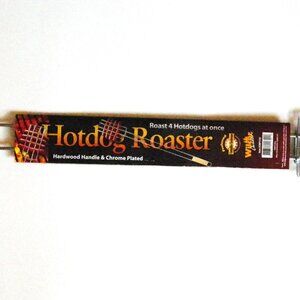 Roast 4 Hotdogs at once
Hotdog Roaster
Hardwood Handle & Chrome Plated